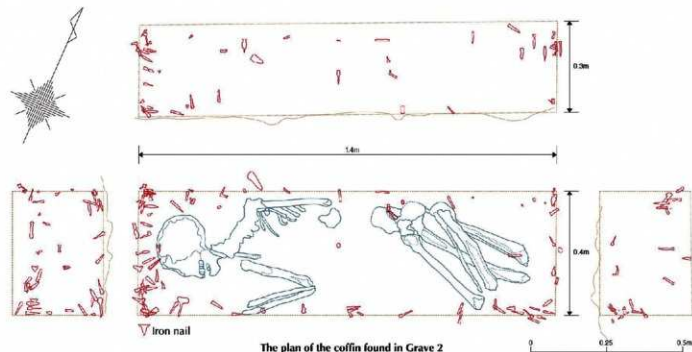 0.3m
1.4m
0.4m
Iron nail
The plan of the coffin found in Grave 2
0 0.25 0.5m